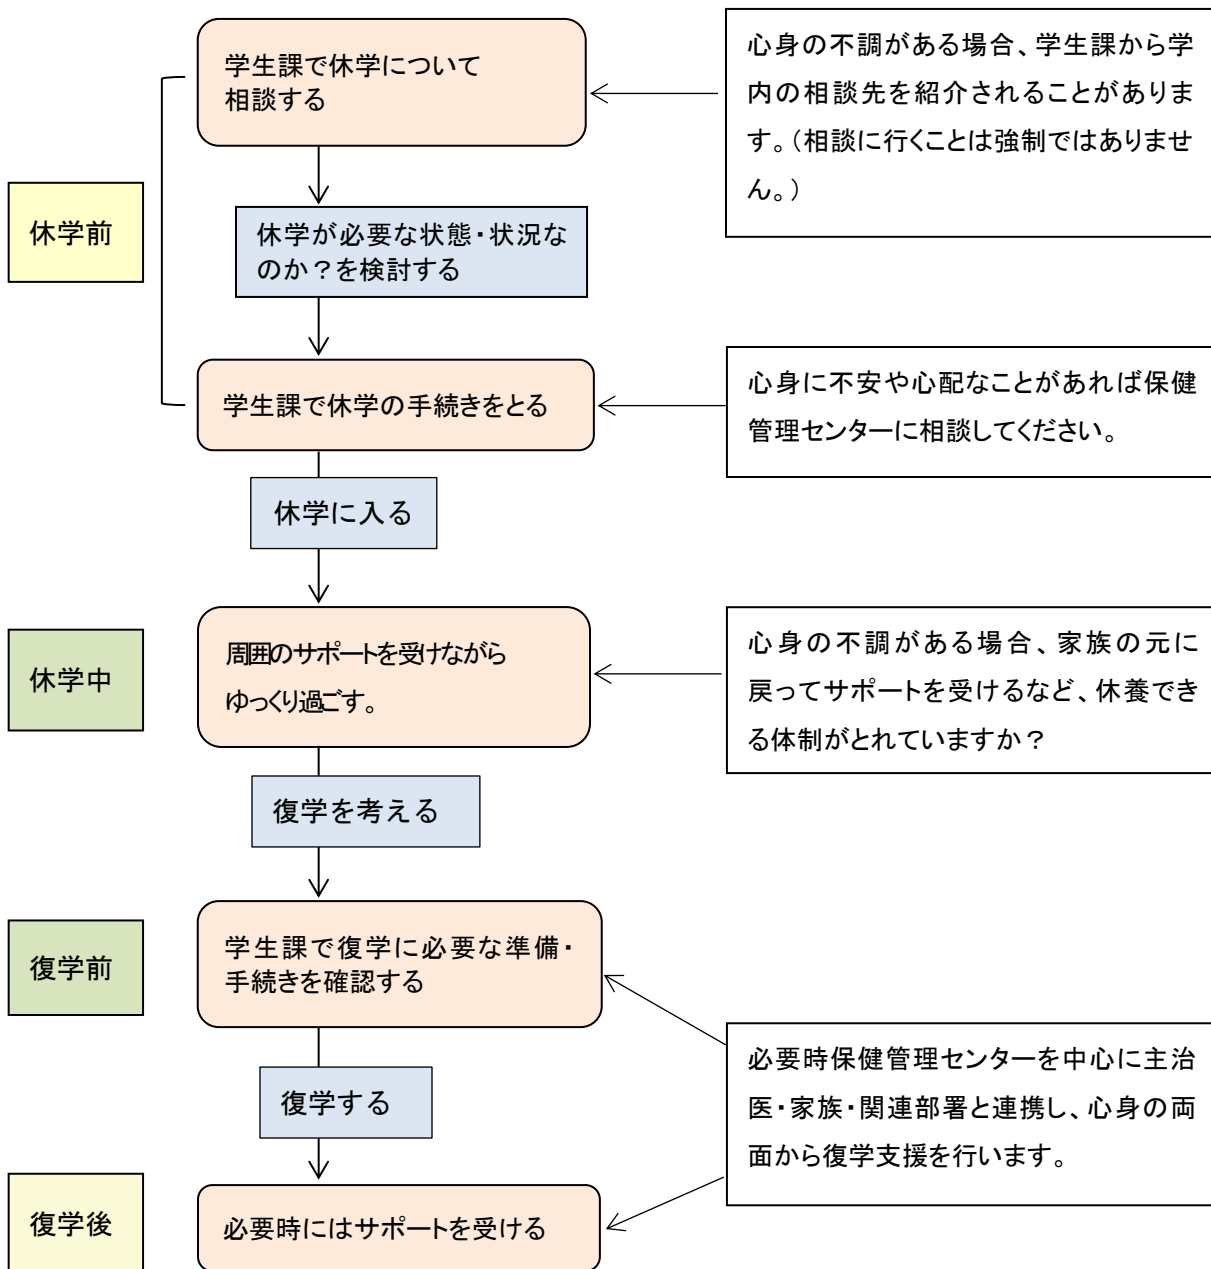 学生課で休学について
相談する
心身の不調がある場合、学生課から学
内の相談先を紹介されることがありま
す。（相談に行くことは強制ではありませ
ん。）
休学前
休学が必要な状態・状況な
のか？を検討する
学生課で休学の手続きをとる
心身に不安や心配なことがあれば保健
管理センターに相談してください。
休学に入る
休学中
周囲のサポートを受けながら
ゆっくり過ごす。
心身の不調がある場合、家族の元に
戻ってサポートを受けるなど、休養でき
る体制がとれていますか？
復学を考える
復学前
学生課で復学に必要な準備・
手続きを確認する
必要時保健管理センターを中心に主治
医・家族・関連部署と連携し、心身の両
面から復学支援を行います。
復学する
復学後
必要時にはサポートを受ける